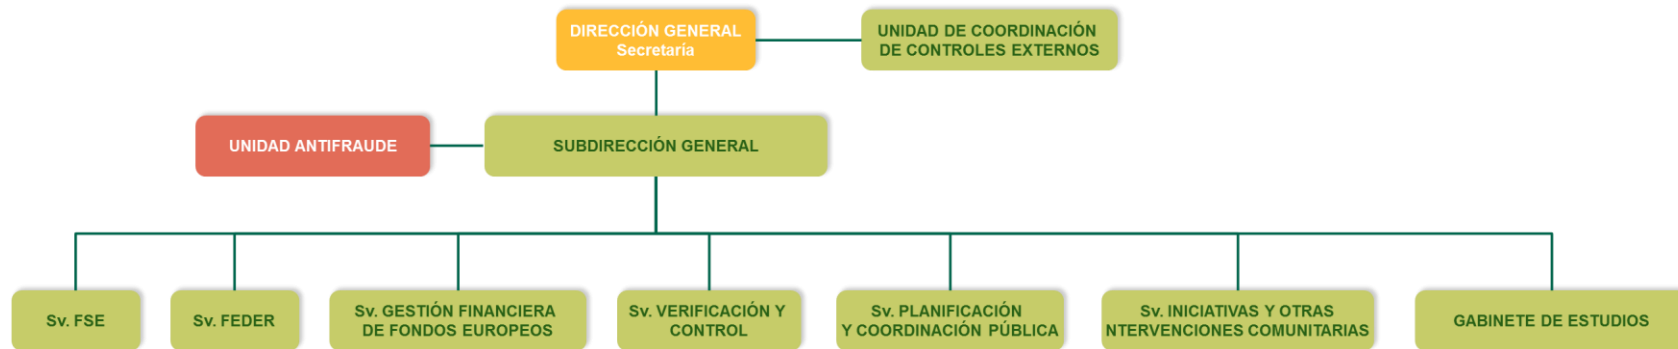 DIRECCIÓN GENERAL
Secretaría
UNIDAD DE COORDINACIÓN
DE CONTROLES EXTERNOS
UNIDAD ANTIFRAUDE
SUBDIRECCIÓN GENERAL
Sv. FSE
Sv. FEDER
Sv. GESTIÓN FINANCIERA
DE FONDOS EUROPEOS
Sv. VERIFICACIÓN Y
CONTROL
Sv. PLANIFICACIÓN
Y COORDINACIÓN PÚBLICA
Sv. INICIATIVAS Y OTRAS
NTERVENCIONES COMUNITARIAS
GABINETE DE ESTUDIOS